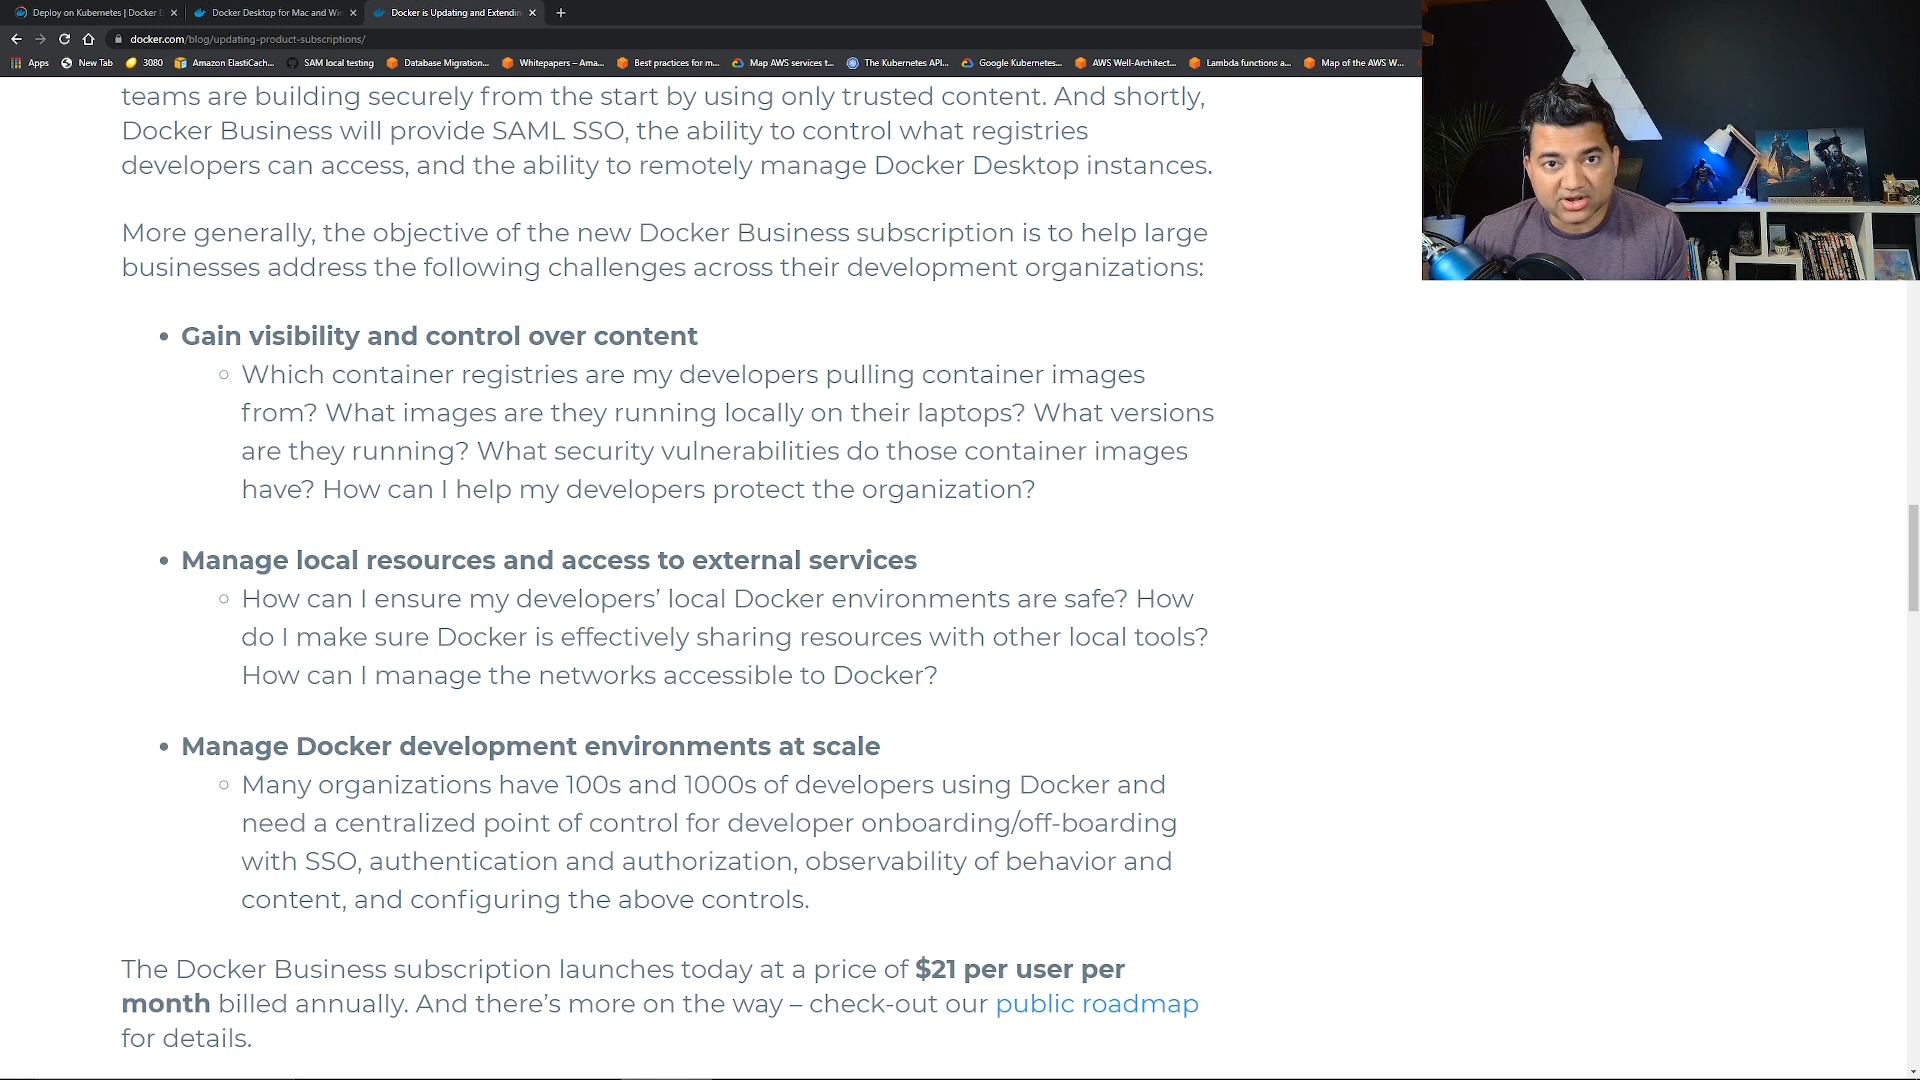 Deploy on Kubernetes | Docker D
Docker Desktop for Mac and Win
Docker is Updating and Extendin
docker.com/blog/updating-product-subscriptions/
Apps
New Tab
3080
Amazon ElastiCach...
SAM local testing
Database Migration...
Whitepapers – Ama...
Best practices for m...
Map AWS services t...
The Kubernetes API...
Google Kubernetes...
AWS Well-Architect...
Lambda functions a...
Map of the AWS W...
teams are building securely from the start by using only trusted content. And shortly,
Docker Business will provide SAML SSO, the ability to control what registries
developers can access, and the ability to remotely manage Docker Desktop instances.
More generally, the objective of the new Docker Business subscription is to help large
businesses address the following challenges across their development organizations:
• Gain visibility and control over content
○ Which container registries are my developers pulling container images
from? What images are they running locally on their laptops? What versions
are they running? What security vulnerabilities do those container images
have? How can I help my developers protect the organization?
• Manage local resources and access to external services
○ How can I ensure my developers’ local Docker environments are safe? How
do I make sure Docker is effectively sharing resources with other local tools?
How can I manage the networks accessible to Docker?
• Manage Docker development environments at scale
○ Many organizations have 100s and 1000s of developers using Docker and
need a centralized point of control for developer onboarding/off-boarding
with SSO, authentication and authorization, observability of behavior and
content, and configuring the above controls.
The Docker Business subscription launches today at a price of $21 per user per
month billed annually. And there’s more on the way – check-out our public roadmap
for details.